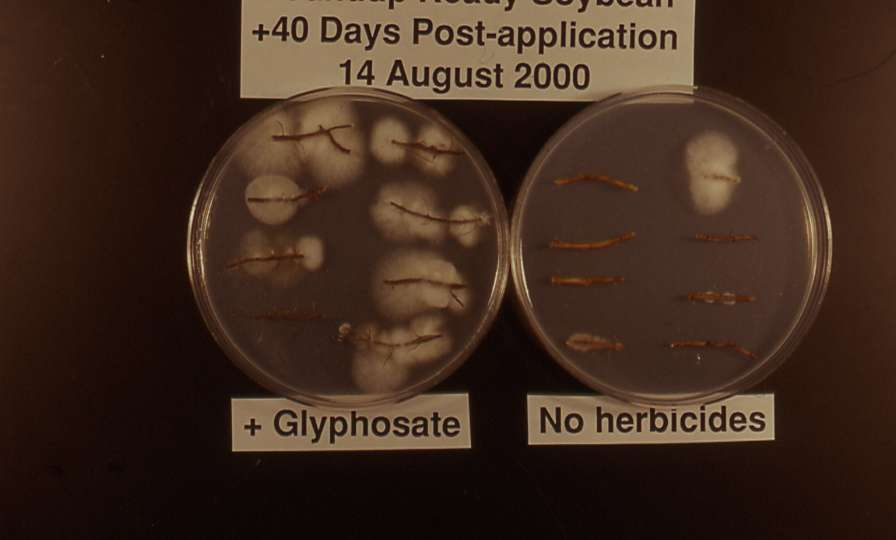 Ready Soybean
+40 Days Post-application
14 August 2000
+ Glyphosate
No herbicides